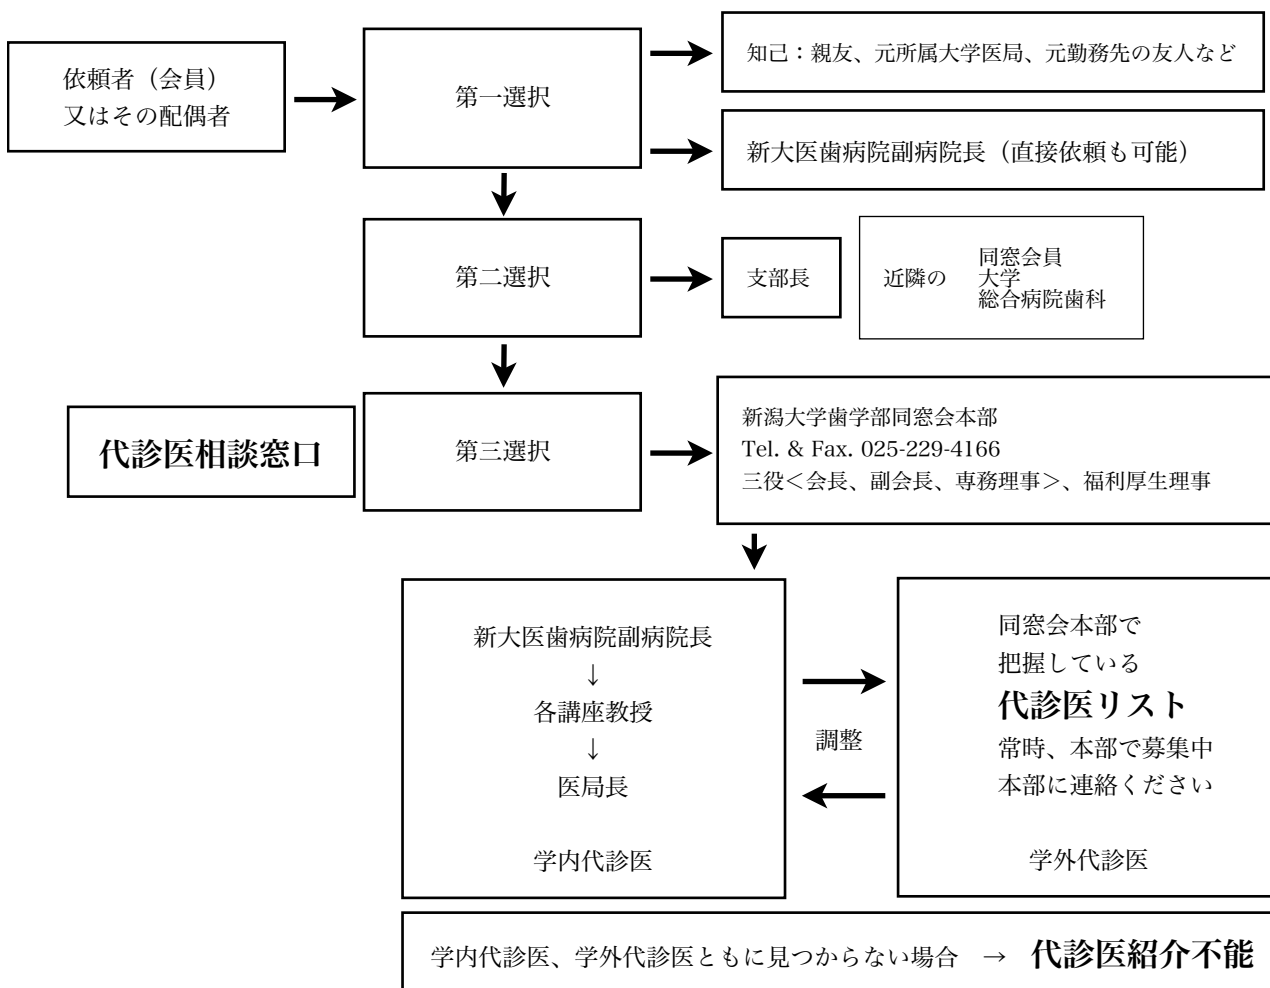 依頼者（会員）
又はその配偶者
第一選択
知己：親友、元所属大学医局、元勤務先の友人など
新大医歯病院副病院長（直接依頼も可能）
第二選択
支部長
近隣の
同窓会員
大学
総合病院歯科
代診医相談窓口
第三選択
新潟大学歯学部同窓会本部
Tel. & Fax. 025-229-4166
三役＜会長、副会長、専務理事＞、福利厚生理事
新大医歯病院副病院長
↓
各講座教授
↓
医局長
学内代診医
調整
同窓会本部で
把握している
代診医リスト
常時、本部で募集中
本部に連絡ください
学外代診医
学内代診医、学外代診医ともに見つからない場合　→　代診医紹介不能